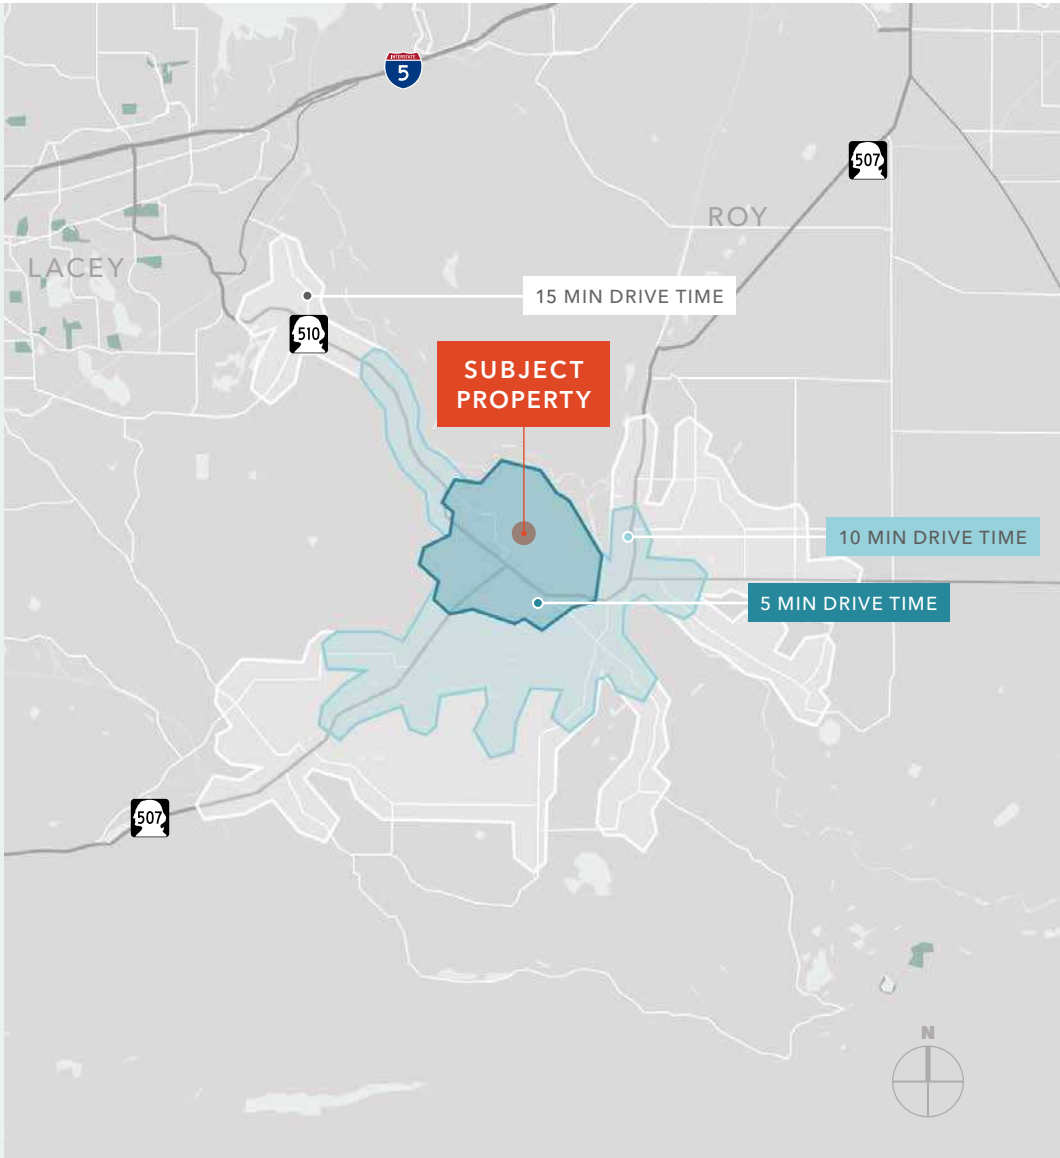 INTERSTATE
5
507
ROY
LACEY
15 MIN DRIVE TIME
510
SUBJECT
PROPERTY
10 MIN DRIVE TIME
5 MIN DRIVE TIME
507
N